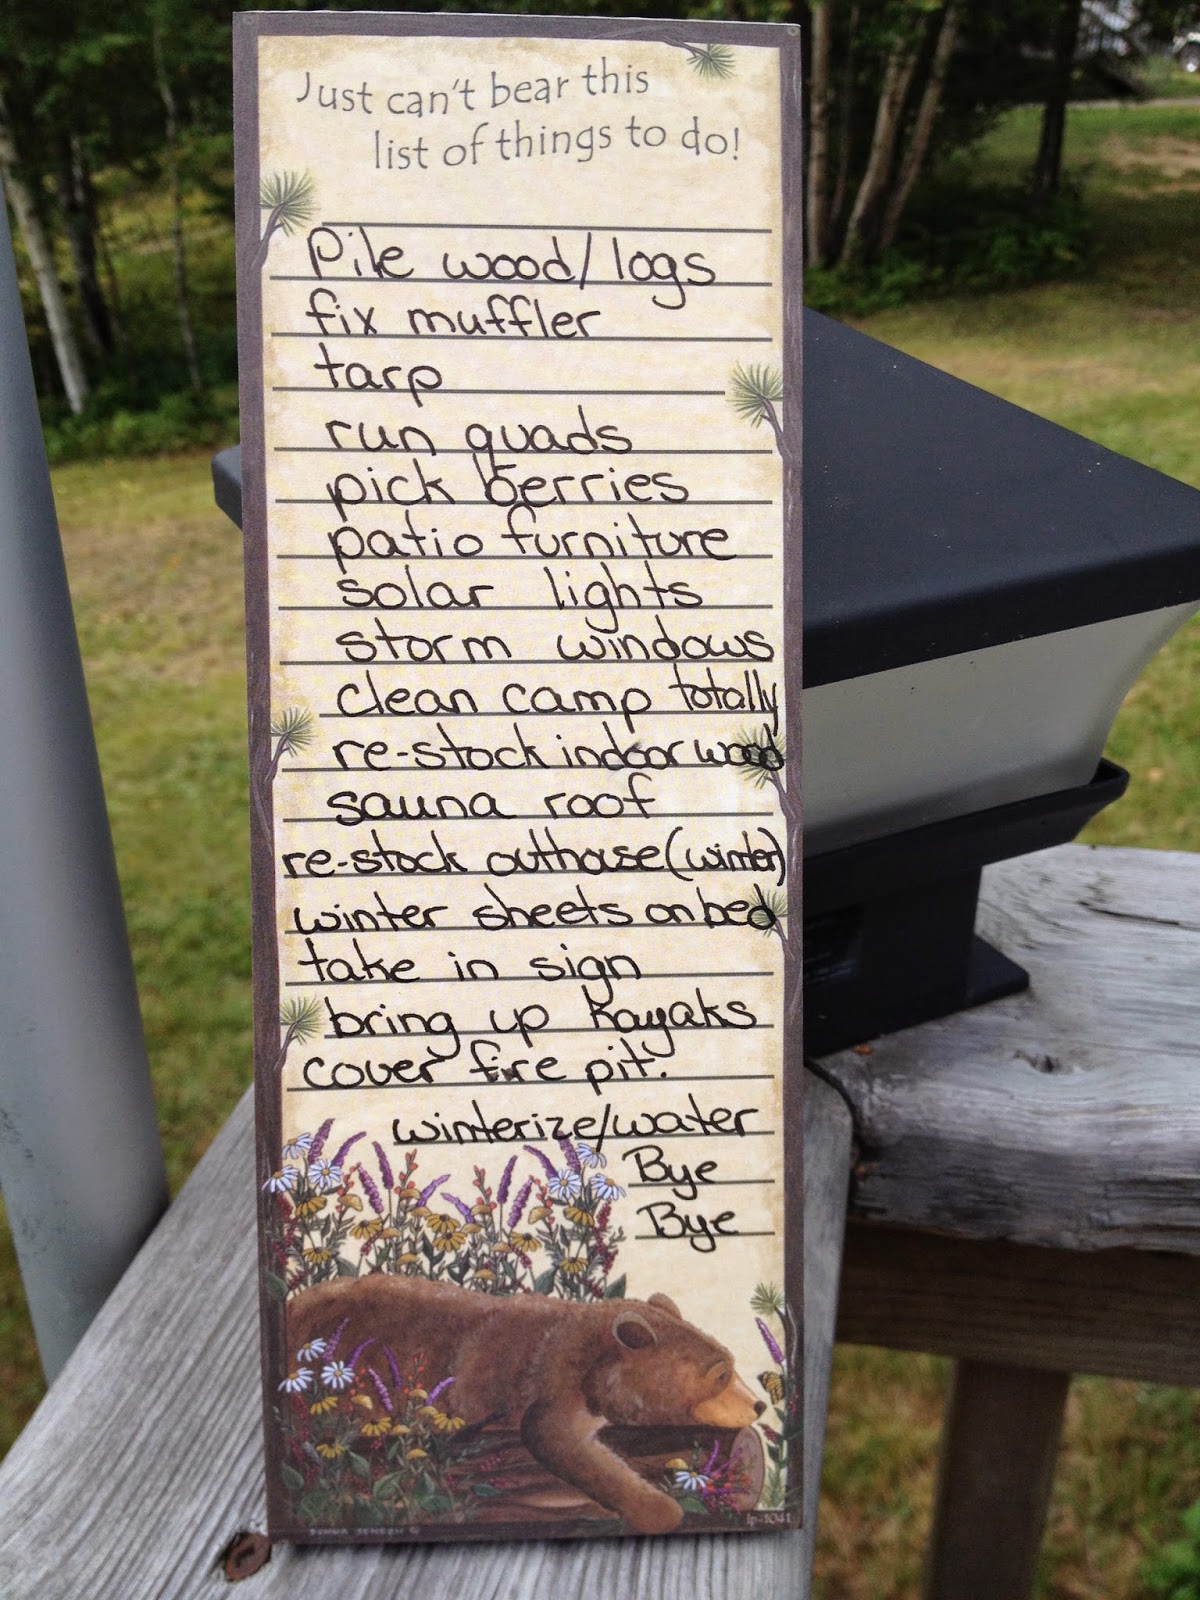 Just can't bear this
list of things to do!
Pile wood/logs
fix muffler
tarp
run quads
pick berries
patio furniture
solar lights
storm windows
clean camp totally
re-stock indoor wood
sauna roof
re-stock outhouse (winter)
winter sheets on bed
take in sign
bring up kayaks
cover fire pit.
winterize/water
Bye
Bye
lp-1041